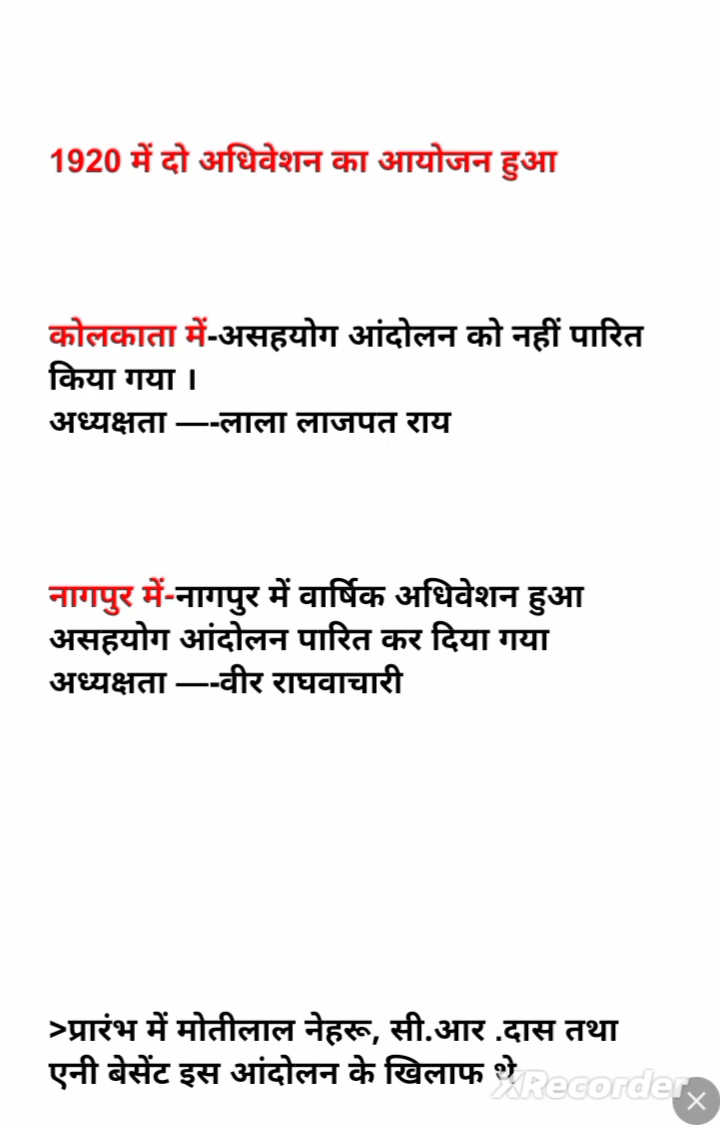 1920 में दो अधिवेशन का आयोजन हुआ
कोलकाता में-असहयोग आंदोलन को नहीं पारित
किया गया ।
अध्यक्षता —-लाला लाजपत राय
नागपुर में-नागपुर में वार्षिक अधिवेशन हुआ
असहयोग आंदोलन पारित कर दिया गया
अध्यक्षता —-वीर राघवाचारी
>प्रारंभ में मोतीलाल नेहरू, सी.आर .दास तथा
एनी बेसेंट इस आंदोलन के खिलाफ थे
XRecorder